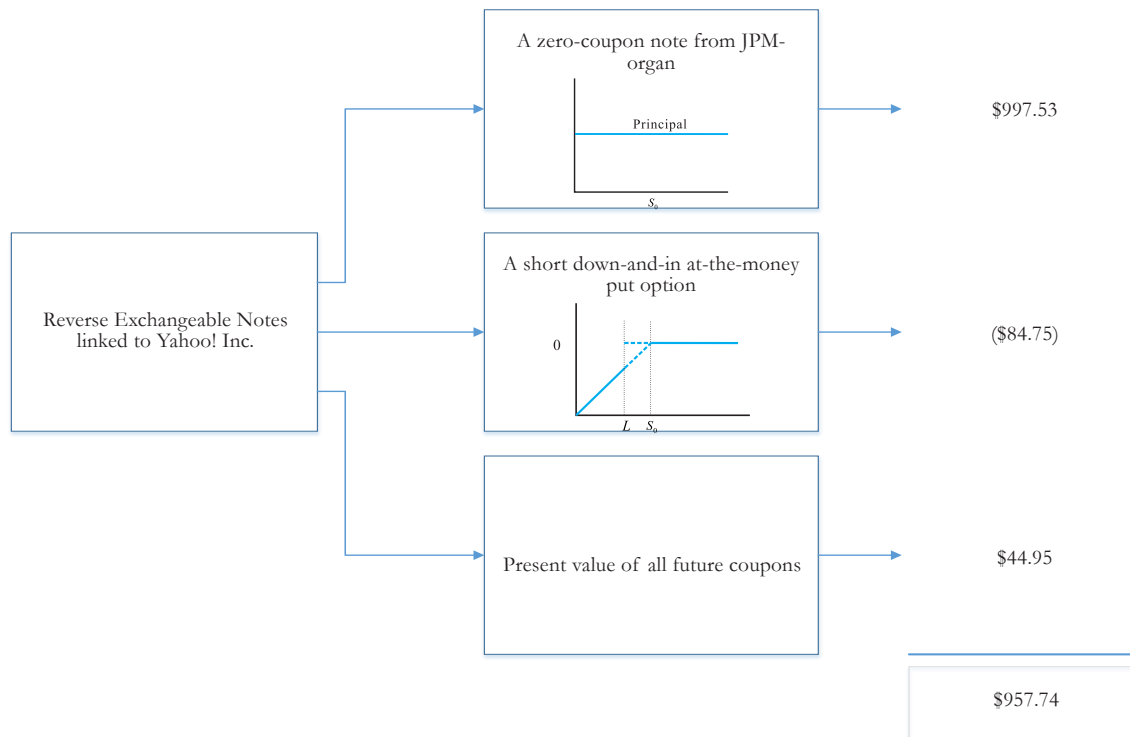 A zero-coupon note from JPM-
organ
Principal
S₀
$997.53
Reverse Exchangeable Notes
linked to Yahoo! Inc.
A short down-and-in at-the-money
put option
0
L S₀
($84.75)
Present value of all future coupons
$44.95
$957.74